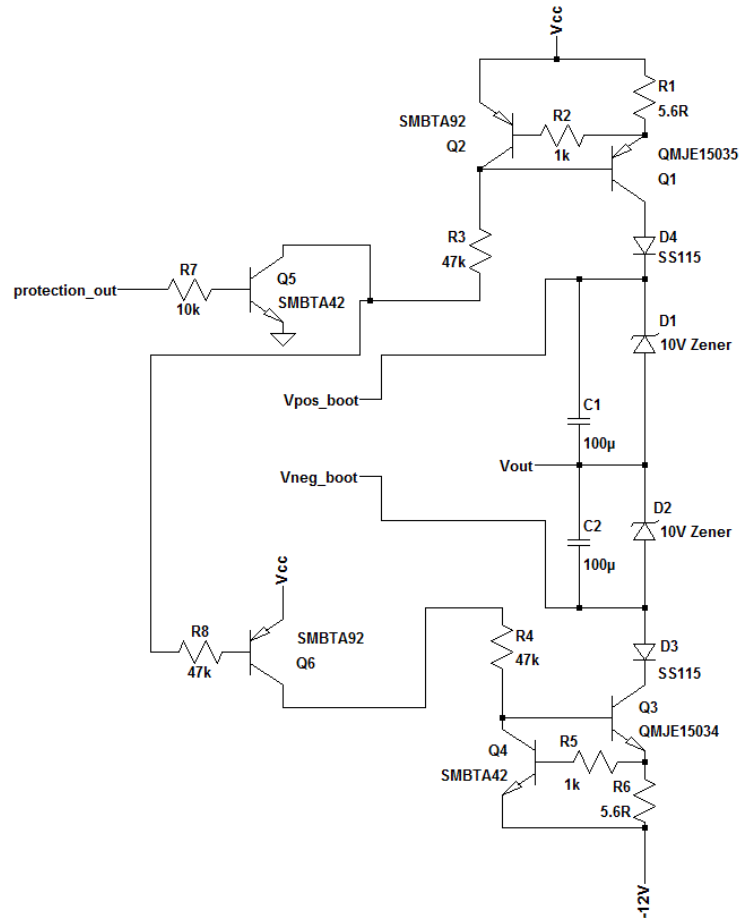 Vcc
R1
5.6R
SMBTA92
Q2
R2
1k
QMJE15035
Q1
R3
47k
D4
SS115
protection_out
R7
10k
Q5
SMBTA42
D1
10V Zener
Vpos_boot
C1
100µ
Vneg_boot
Vout
D2
10V Zener
C2
100µ
Vcc
SMBTA92
Q6
R8
47k
R4
47k
D3
SS115
Q3
QMJE15034
Q4
SMBTA42
R5
1k
R6
5.6R
-12V